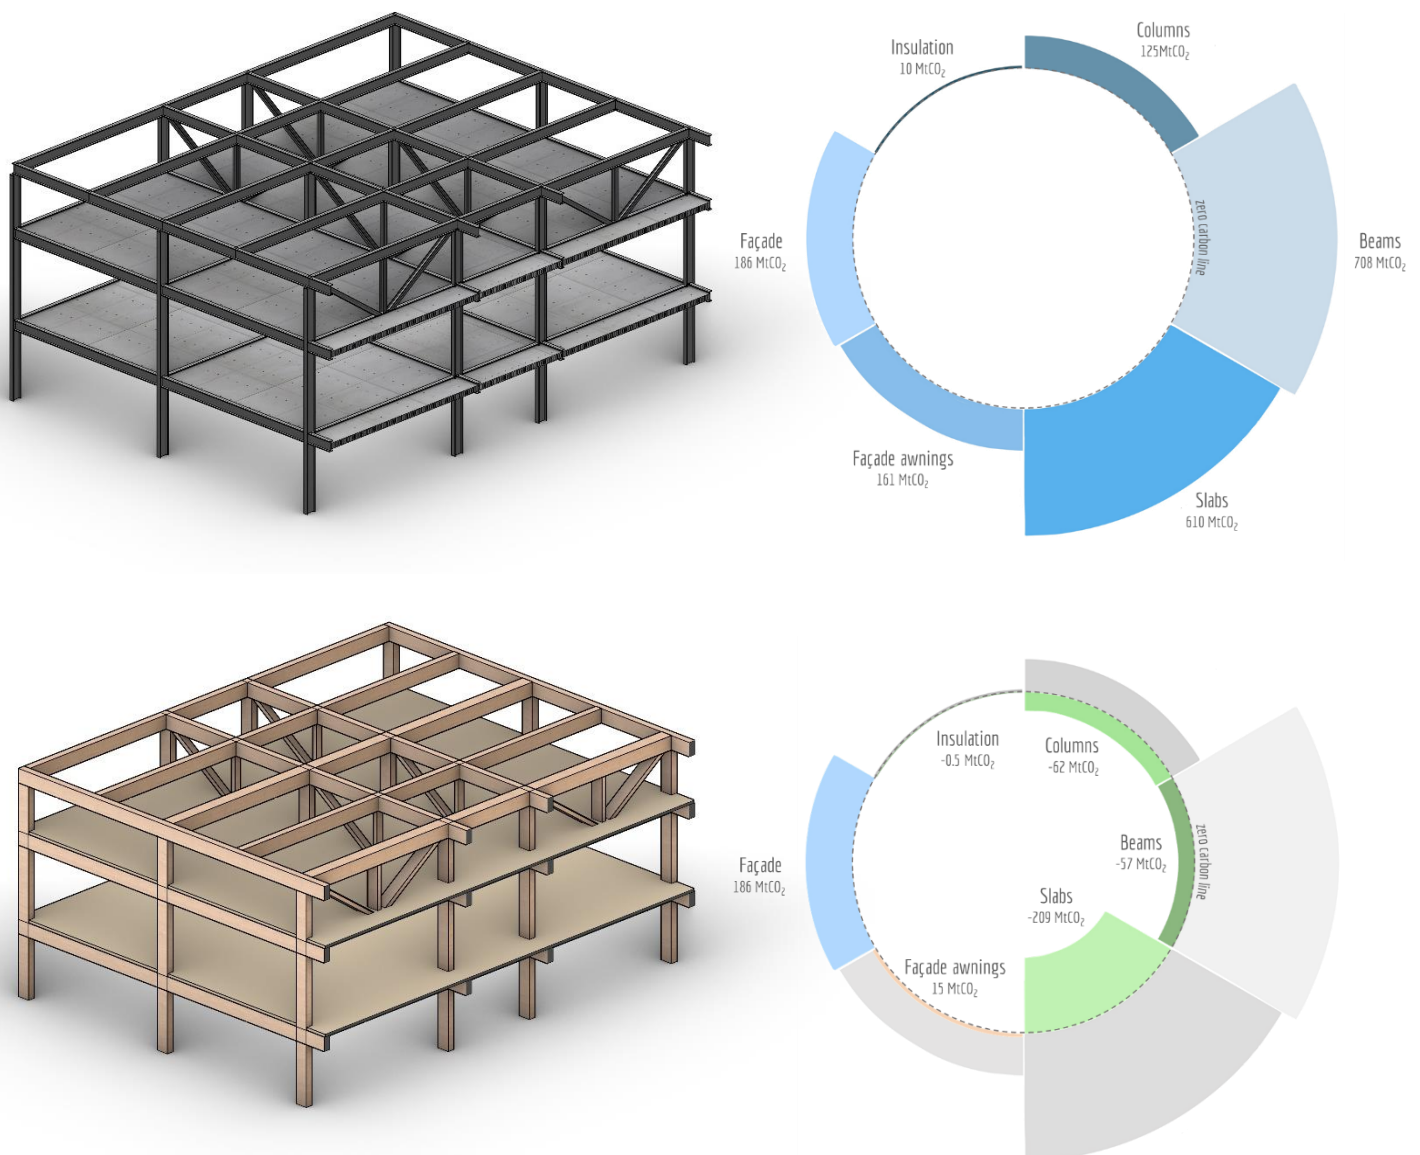 Columns
125MtCO₂
Insulation
10 MtCO₂
zero carbon line
Façade
186 MtCO₂
Beams
708 MtCO₂
Façade awnings
161 MtCO₂
Slabs
610 MtCO₂
Insulation
-0.5 MtCO₂
Columns
-62 MtCO₂
zero carbon line
Beams
-57 MtCO₂
Façade
186 MtCO₂
Slabs
-209 MtCO₂
Façade awnings
15 MtCO₂